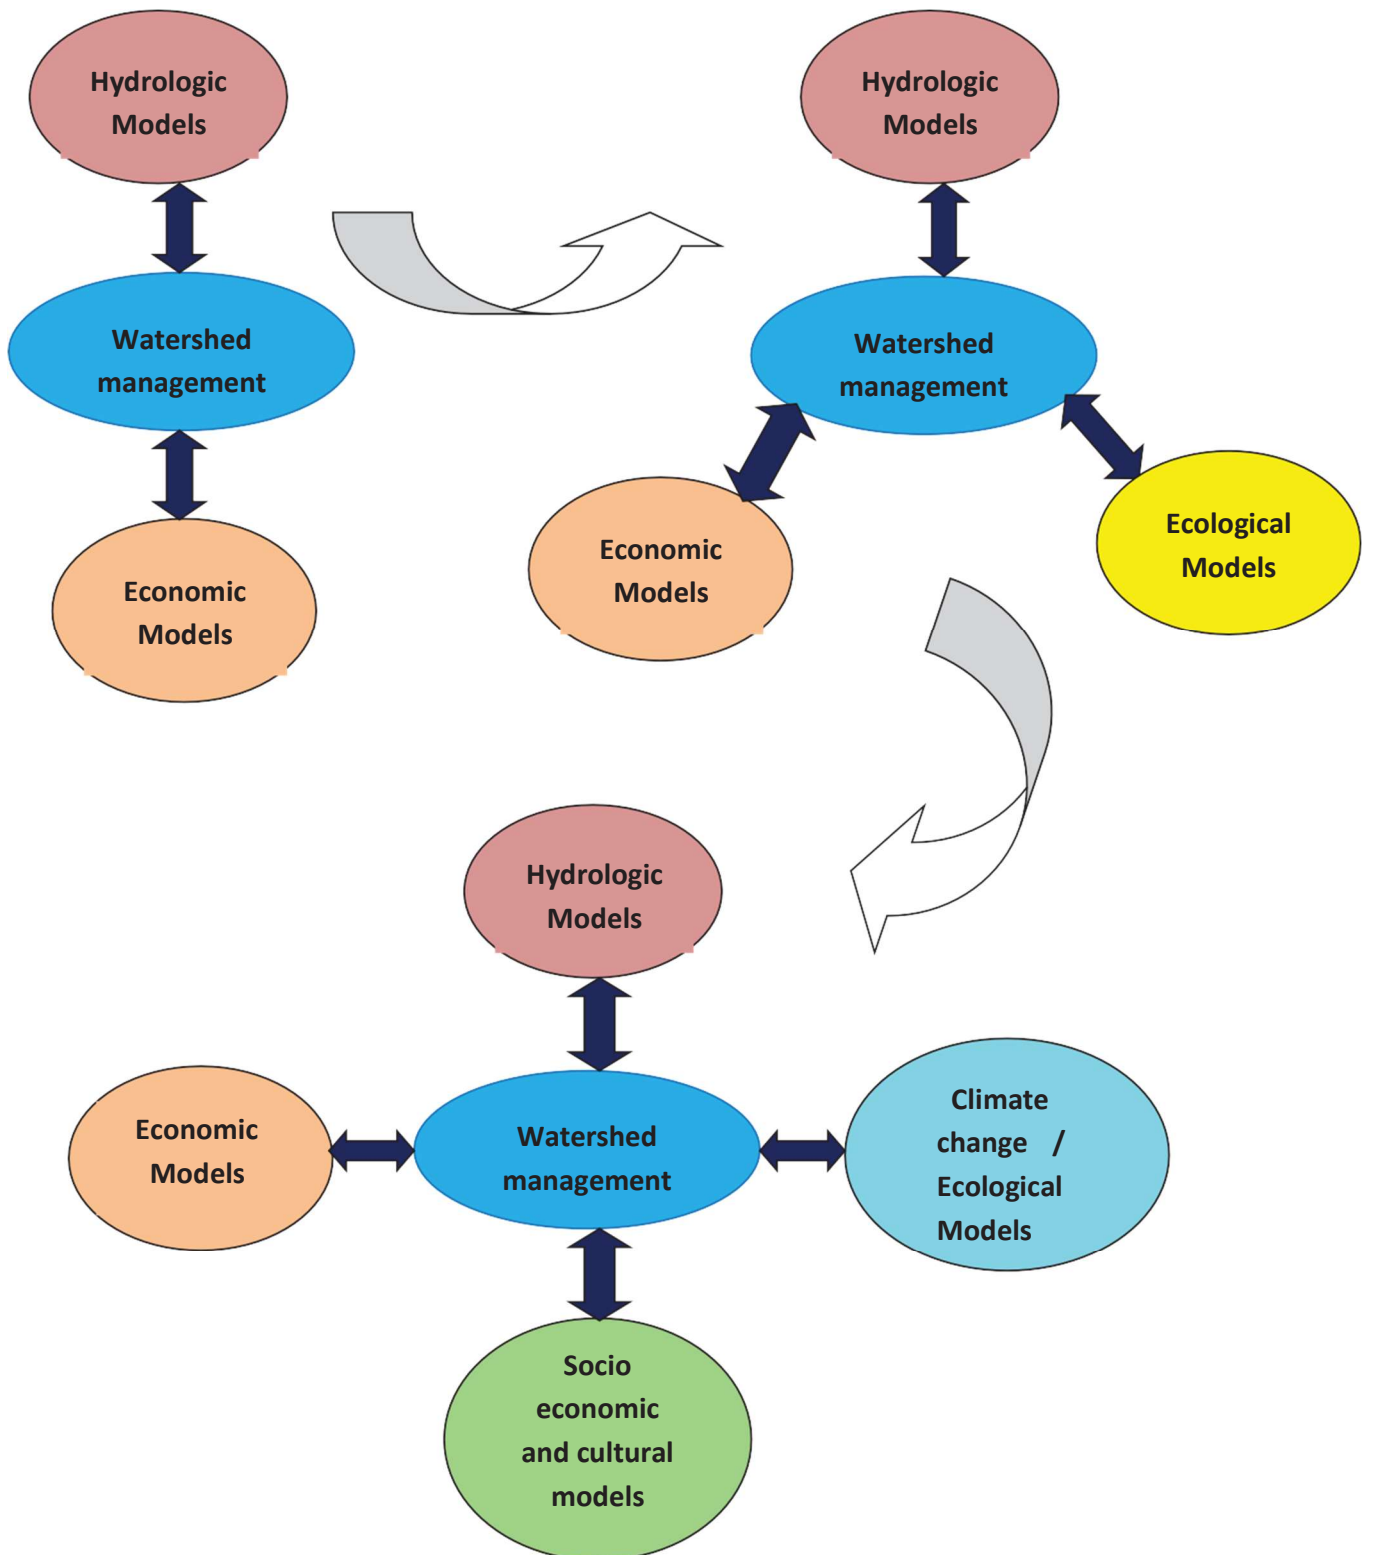 Hydrologic
Models
Watershed
management
Economic
Models
Hydrologic
Models
Watershed
management
Economic
Models
Ecological
Models
Hydrologic
Models
Economic
Models
Watershed
management
Climate
change /
Ecological
Models
Socio
economic
and cultural
models